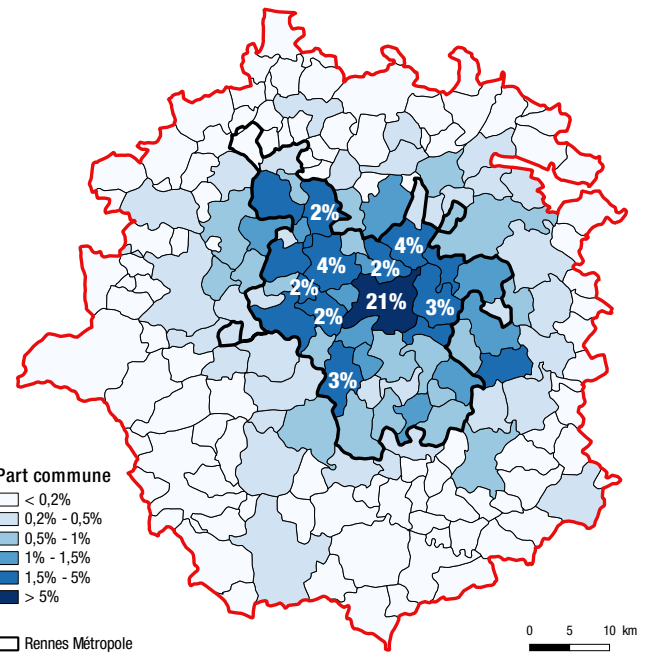 2%
4%
4%
2%
2%
21%
3%
2%
3%
Part commune
< 0,2%
0,2% - 0,5%
0,5% - 1%
1% - 1,5%
1,5% - 5%
> 5%
Rennes Métropole
0 5 10 km